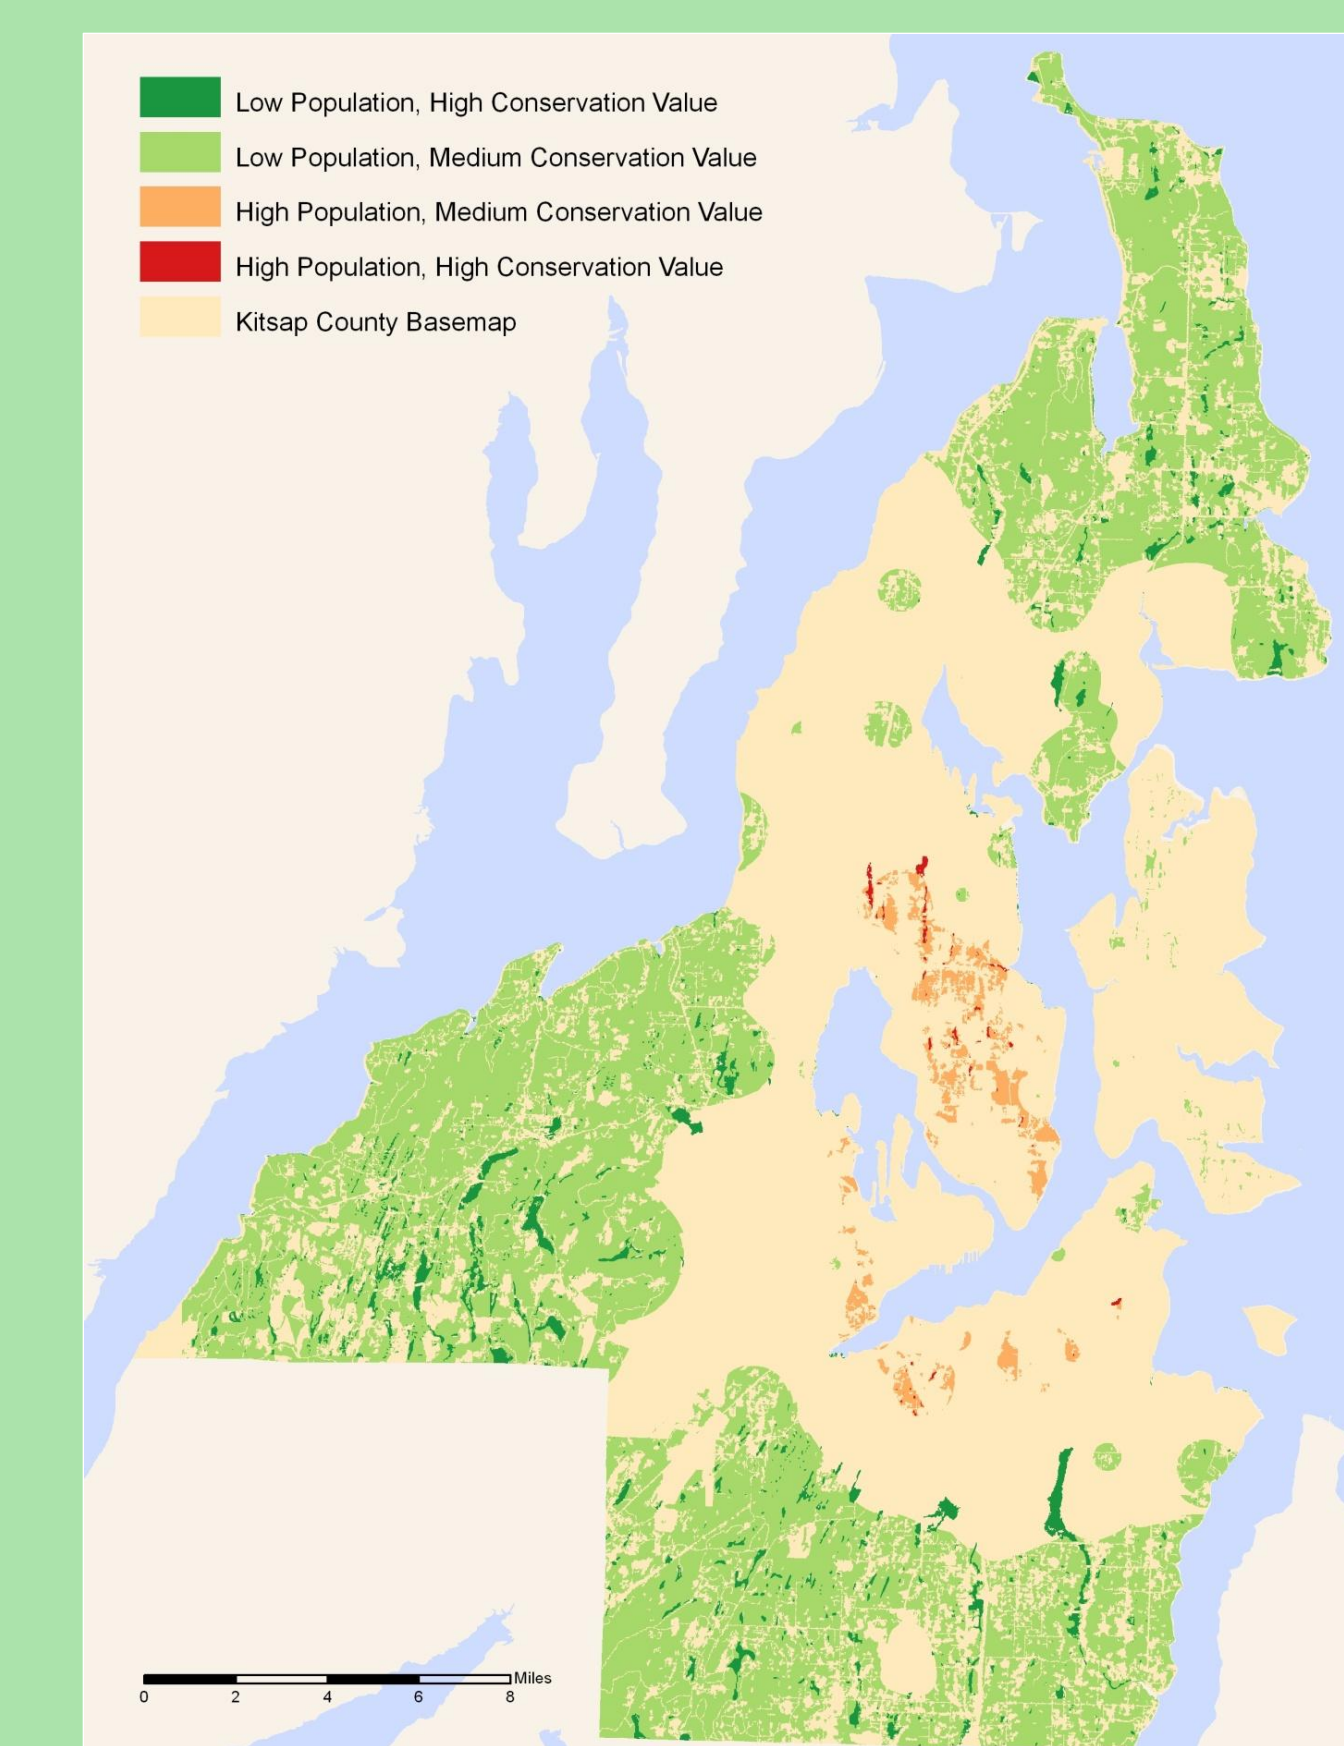 Low Population, High Conservation Value
Low Population, Medium Conservation Value
High Population, Medium Conservation Value
High Population, High Conservation Value
Kitsap County Basemap
Miles
0 2 4 6 8